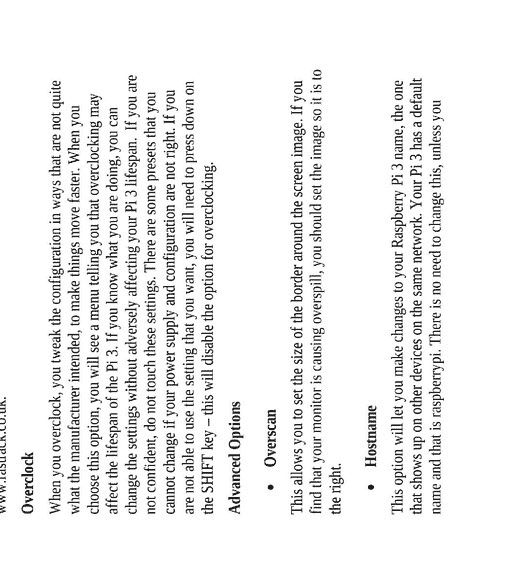 www.rastrack.co.uk.
Overclock
When you overclock, you tweak the configuration in ways that are not quite
what the manufacturer intended, to make things move faster. When you
choose this option, you will see a menu telling you that overclocking may
affect the lifespan of the Pi 3. If you know what you are doing, you can
change the settings without adversely affecting your Pi 3 lifespan. If you are
not confident, do not touch these settings. There are some presets that you
cannot change if your power supply and configuration are not right. If you
are not able to use the setting that you want, you will need to press down on
the SHIFT key – this will disable the option for overclocking.
Advanced Options
• Overscan
This allows you to set the size of the border around the screen image. If you
find that your monitor is causing overspill, you should set the image so it is to
the right.
• Hostname
This option will let you make changes to your Raspberry Pi 3 name, the one
that shows up on other devices on the same network. Your Pi 3 has a default
name and that is raspberrypi. There is no need to change this, unless you